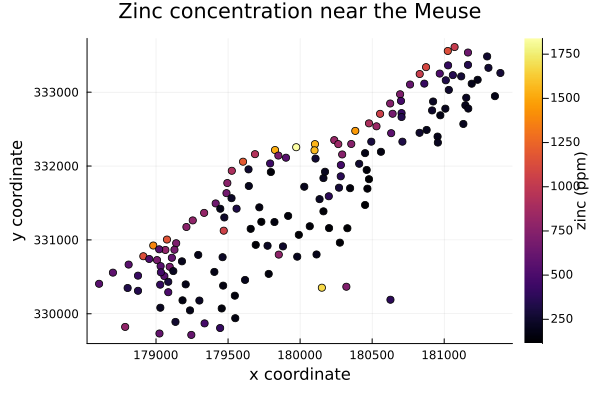 Zinc concentration near the Meuse
y coordinate
333000
332000
331000
330000
179000 179500 180000 180500 181000
x coordinate
1750
1500
1250
1000
750
500
250
zinc (ppm)